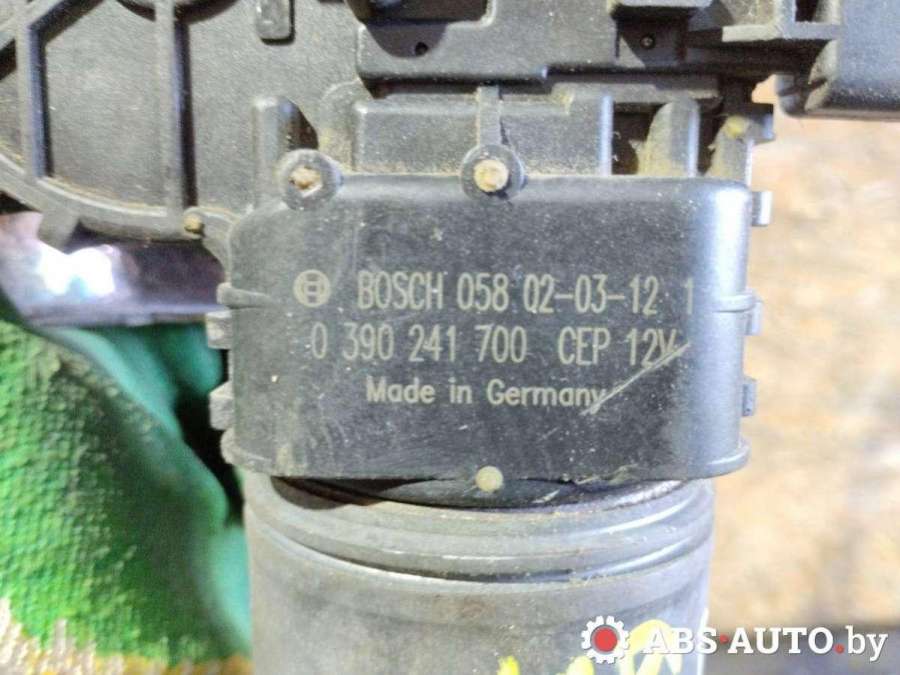 BOSCH 058 02-03-12 1
0 390 241 700 CEP 12V
Made in Germany
ABS-AUTO.by